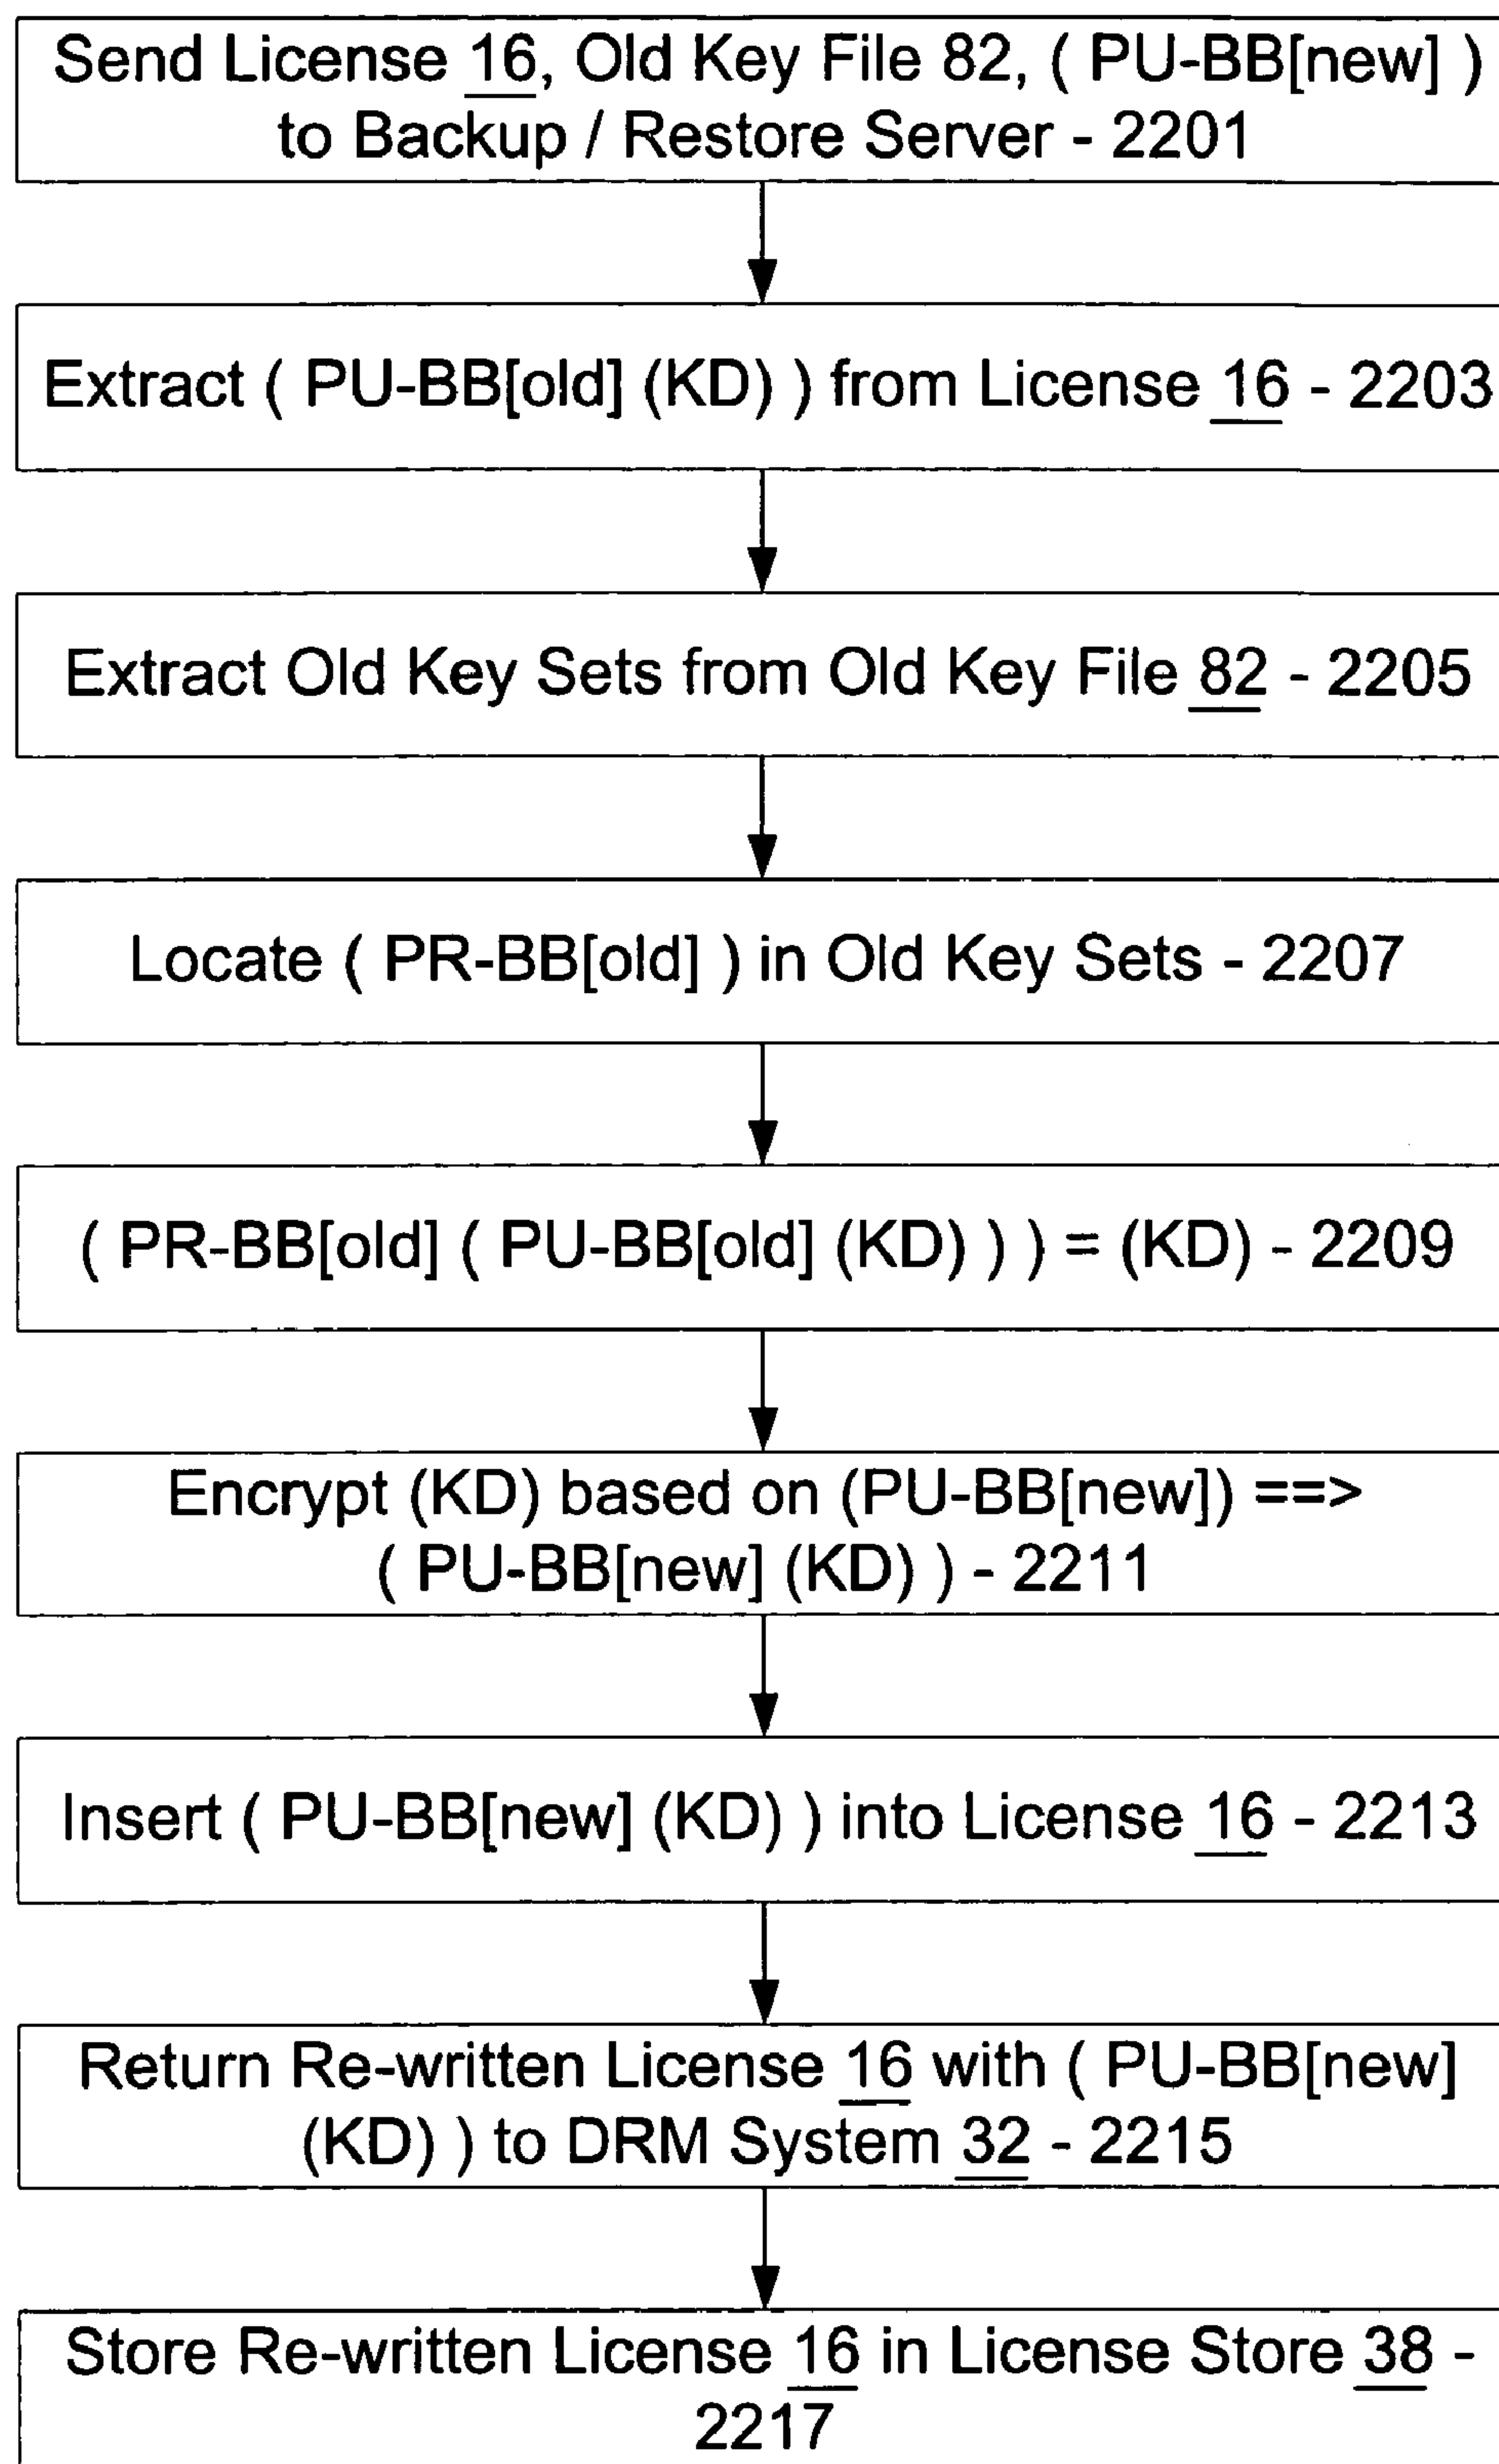 Send License 16, Old Key File 82, ( PU-BB[new] )
to Backup / Restore Server - 2201
Extract ( PU-BB[old] (KD) ) from License 16 - 2203
Extract Old Key Sets from Old Key File 82 - 2205
Locate ( PR-BB[old] ) in Old Key Sets - 2207
( PR-BB[old] ( PU-BB[old] (KD) ) ) = (KD) - 2209
Encrypt (KD) based on (PU-BB[new]) ==>
( PU-BB[new] (KD) ) - 2211
Insert ( PU-BB[new] (KD) ) into License 16 - 2213
Return Re-written License 16 with ( PU-BB[new]
(KD) ) to DRM System 32 - 2215
Store Re-written License 16 in License Store 38 -
2217